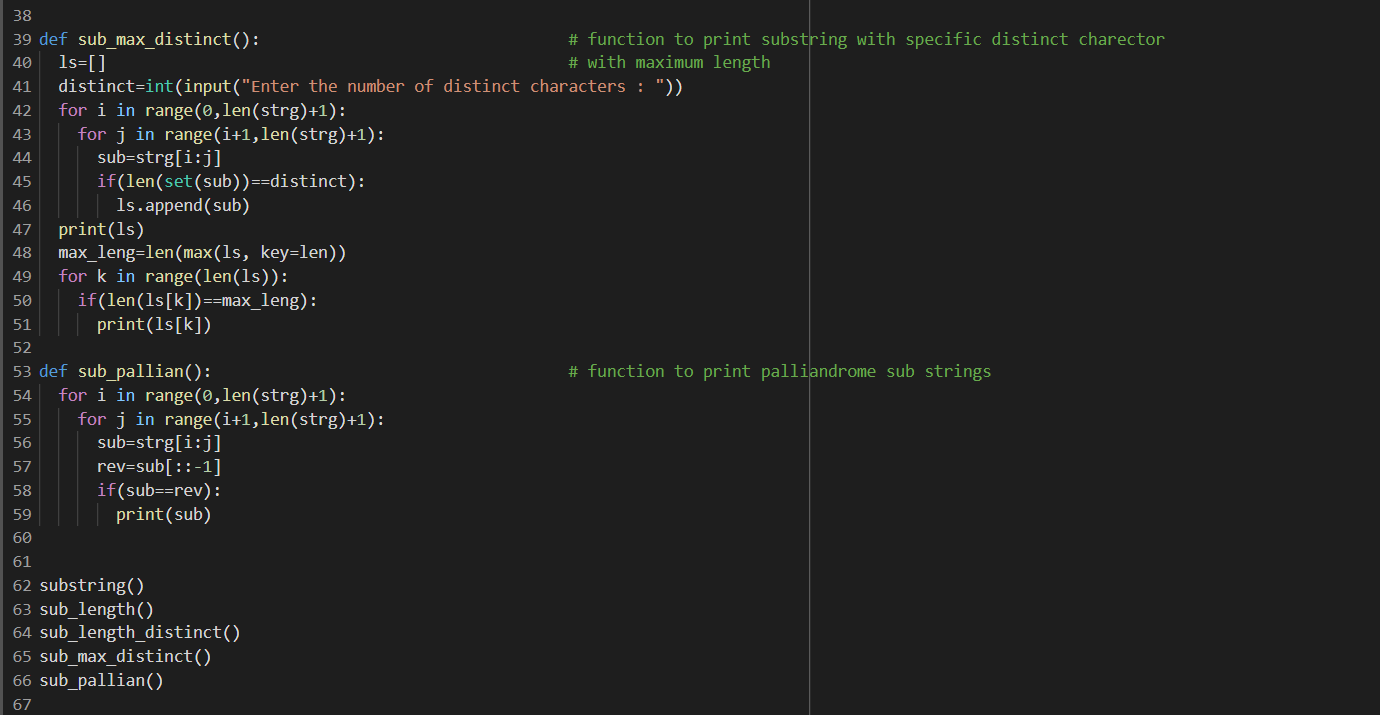 38
39 def sub_max_distinct(): # function to print substring with specific distinct charector
40 ls=[] # with maximum length
41 distinct=int(input("Enter the number of distinct characters : "))
42 for i in range(0,len(strg)+1):
43 for j in range(i+1,len(strg)+1):
44 sub=strg[i:j]
45 if(len(set(sub))==distinct):
46 ls.append(sub)
47 print(ls)
48 max_leng=len(max(ls, key=len))
49 for k in range(len(ls)):
50 if(len(ls[k])==max_leng):
51 print(ls[k])
52
53 def sub_pallian(): # function to print palliandrome sub strings
54 for i in range(0,len(strg)+1):
55 for j in range(i+1,len(strg)+1):
56 sub=strg[i:j]
57 rev=sub[::-1]
58 if(sub==rev):
59 print(sub)
60
61
62 substring()
63 sub_length()
64 sub_length_distinct()
65 sub_max_distinct()
66 sub_pallian()
67